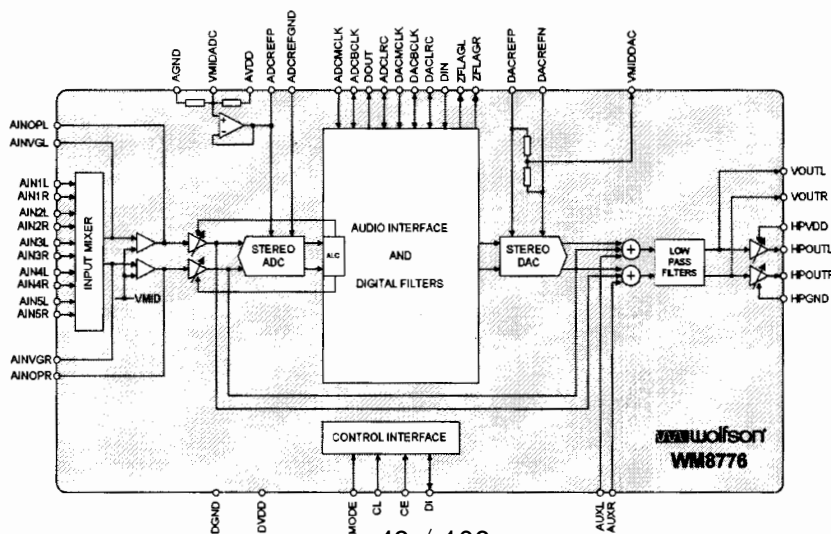 AGND
VMIDADC
AVDD
ADCREFP
ADCREFGND
ADCMCLK
ADCBCLK
DOUT
ADCLRC
DACMCLK
DACBCLK
DACLRC
DIN
ZFLAGL
ZFLAGR
DACREFP
DACREFN
VMIDDAC
AINOPL
AINVGL
AIN1L
AIN1R
AIN2L
AIN2R
AIN3L
AIN3R
AIN4L
AIN4R
AIN5L
AIN5R
AINVGR
AINOPR
INPUT MIXER
VMID
+
-
STEREO
ADC
ALC
AUDIO INTERFACE
AND
DIGITAL FILTERS
STEREO
DAC
+
+
LOW
PASS
FILTERS
VOUTL
VOUTR
HPVDD
HPOUTL
HPOUTR
HPGND
CONTROL INTERFACE
wolfson
WM8776
DGND
DVDD
MODE
CL
CE
DI
AUXL
AUXR